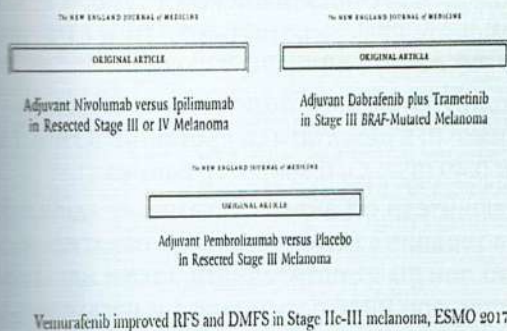 The NEW ENGLAND JOURNAL of MEDICINE
ORIGINAL ARTICLE
Adjuvant Nivolumab versus Ipilimumab
in Resected Stage III or IV Melanoma
The NEW ENGLAND JOURNAL of MEDICINE
ORIGINAL ARTICLE
Adjuvant Dabrafenib plus Trametinib
in Stage III BRAF-Mutated Melanoma
The NEW ENGLAND JOURNAL of MEDICINE
ORIGINAL ARTICLE
Adjuvant Pembrolizumab versus Placebo
in Resected Stage III Melanoma
Vemurafenib improved RFS and DMFS in Stage IIc-III melanoma, ESMO 2017